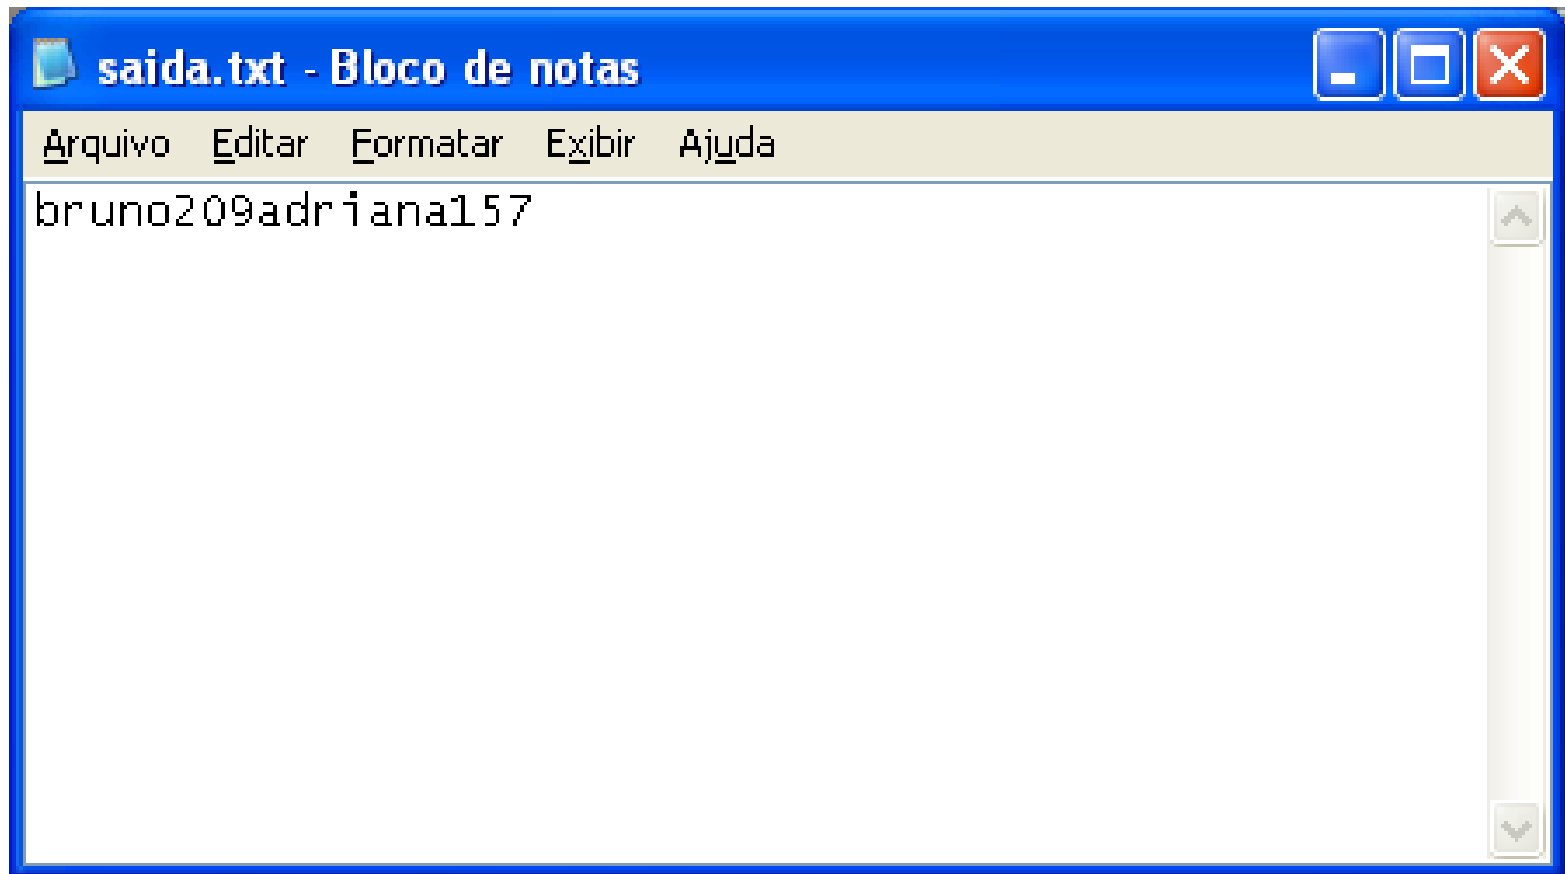 saida.txt - Bloco de notas
Arquivo Editar Formatar Exibir Ajuda
bruno209adriana157